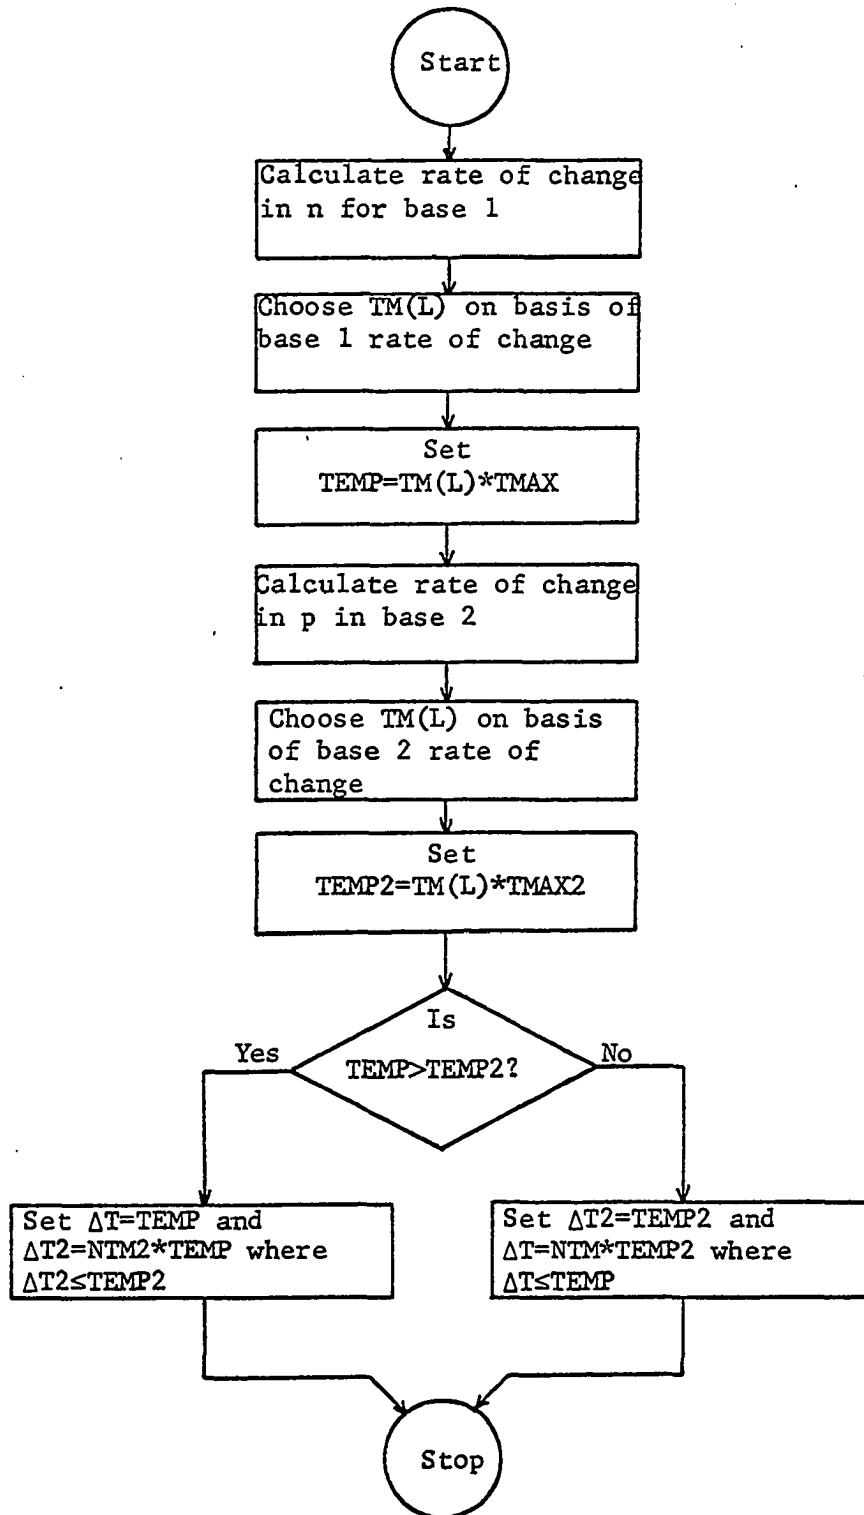 Start
Calculate rate of change
in n for base 1
Choose TM(L) on basis of
base 1 rate of change
Set
TEMP=TM(L)*TMAX
Calculate rate of change
in p in base 2
Choose TM(L) on basis
of base 2 rate of
change
Set
TEMP2=TM(L)*TMAX2
Is
TEMP>TEMP2?
Yes
No
Set ΔT=TEMP and
ΔT2=NTM2*TEMP where
ΔT2≤TEMP2
Set ΔT2=TEMP2 and
ΔT=NTM*TEMP2 where
ΔT≤TEMP
Stop